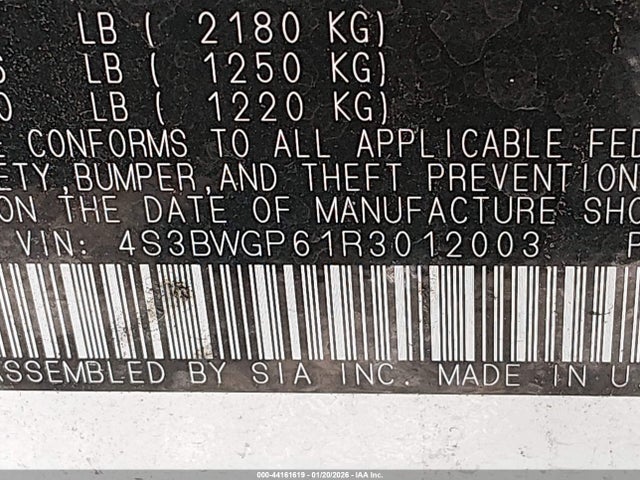 LB ( 2180 KG)
LB ( 1250 KG)
LB ( 1220 KG)
CONFORMS TO ALL APPLICABLE FED
ETY,BUMPER,AND THEFT PREVENTION
ON THE DATE OF MANUFACTURE SHO
VIN: 4S3BWGP61R3012003 F
ASSEMBLED BY SIA INC. MADE IN U
000-44161619 | 01/20/2026 - IAA Inc.